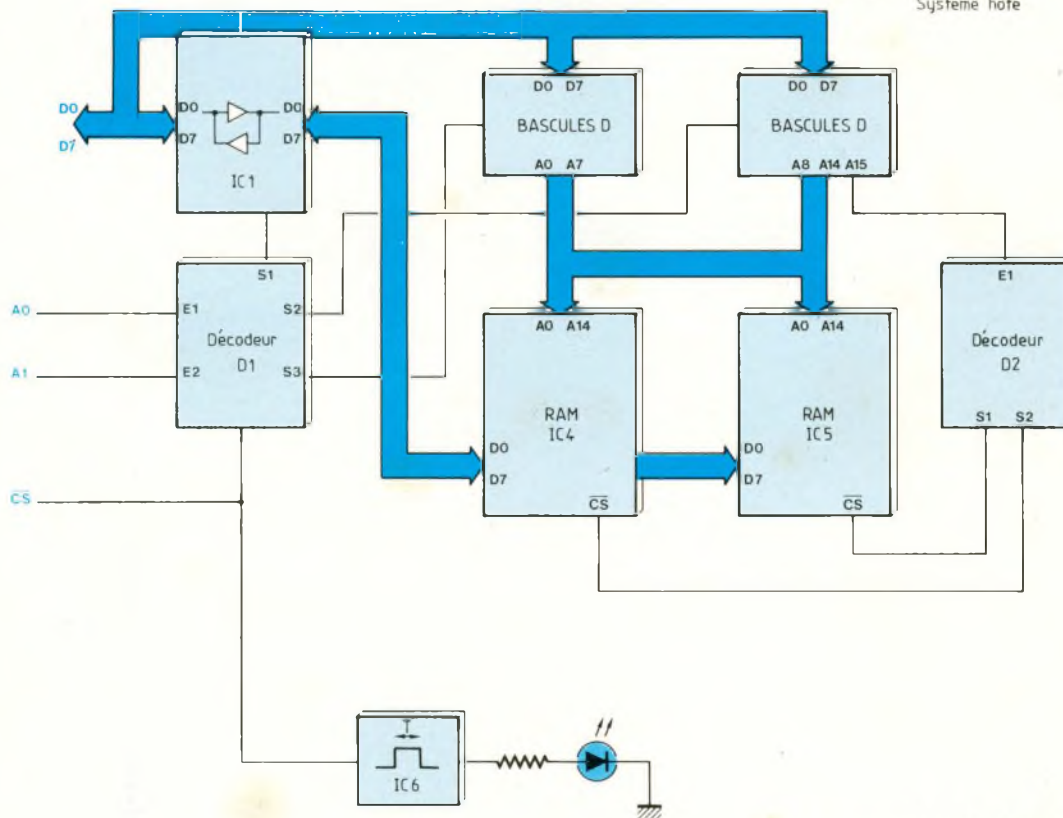 Système hôte
D0 D7
BASCULES D
A0 A7
D0 D7
BASCULES D
A8 A14 A15
D0
D7
D0
D7
D0
D7
IC1
A0
A1
CS
S1
E1
S2
Décodeur
D1
E2
S3
A0 A14
RAM
IC4
D0
D7
CS
A0 A14
RAM
IC5
D0
D7
CS
E1
Décodeur
D2
S1 S2
T
IC6